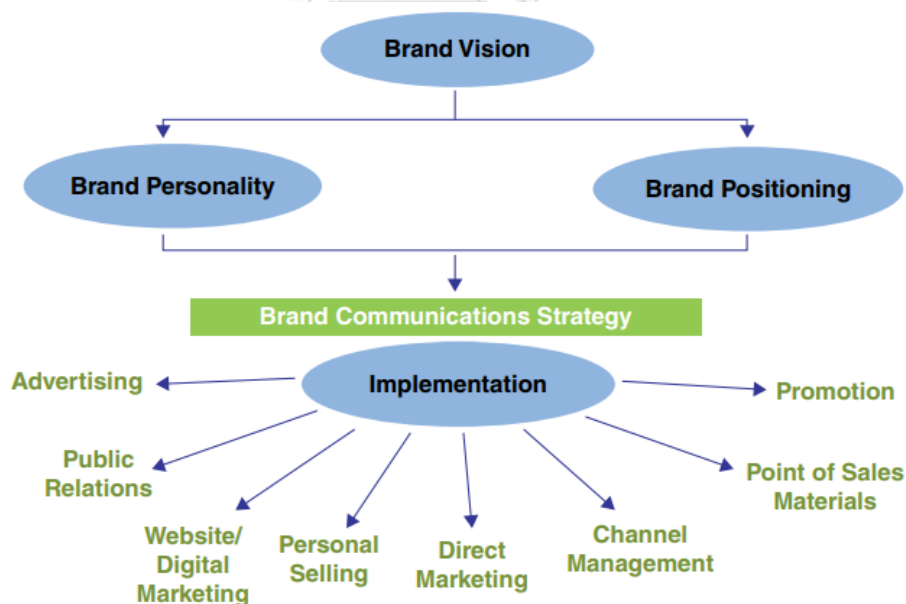 Brand Vision
Brand Personality
Brand Positioning
Brand Communications Strategy
Implementation
Advertising
Promotion
Public
Relations
Point of Sales
Materials
Website/
Digital
Marketing
Personal
Selling
Direct
Marketing
Channel
Management